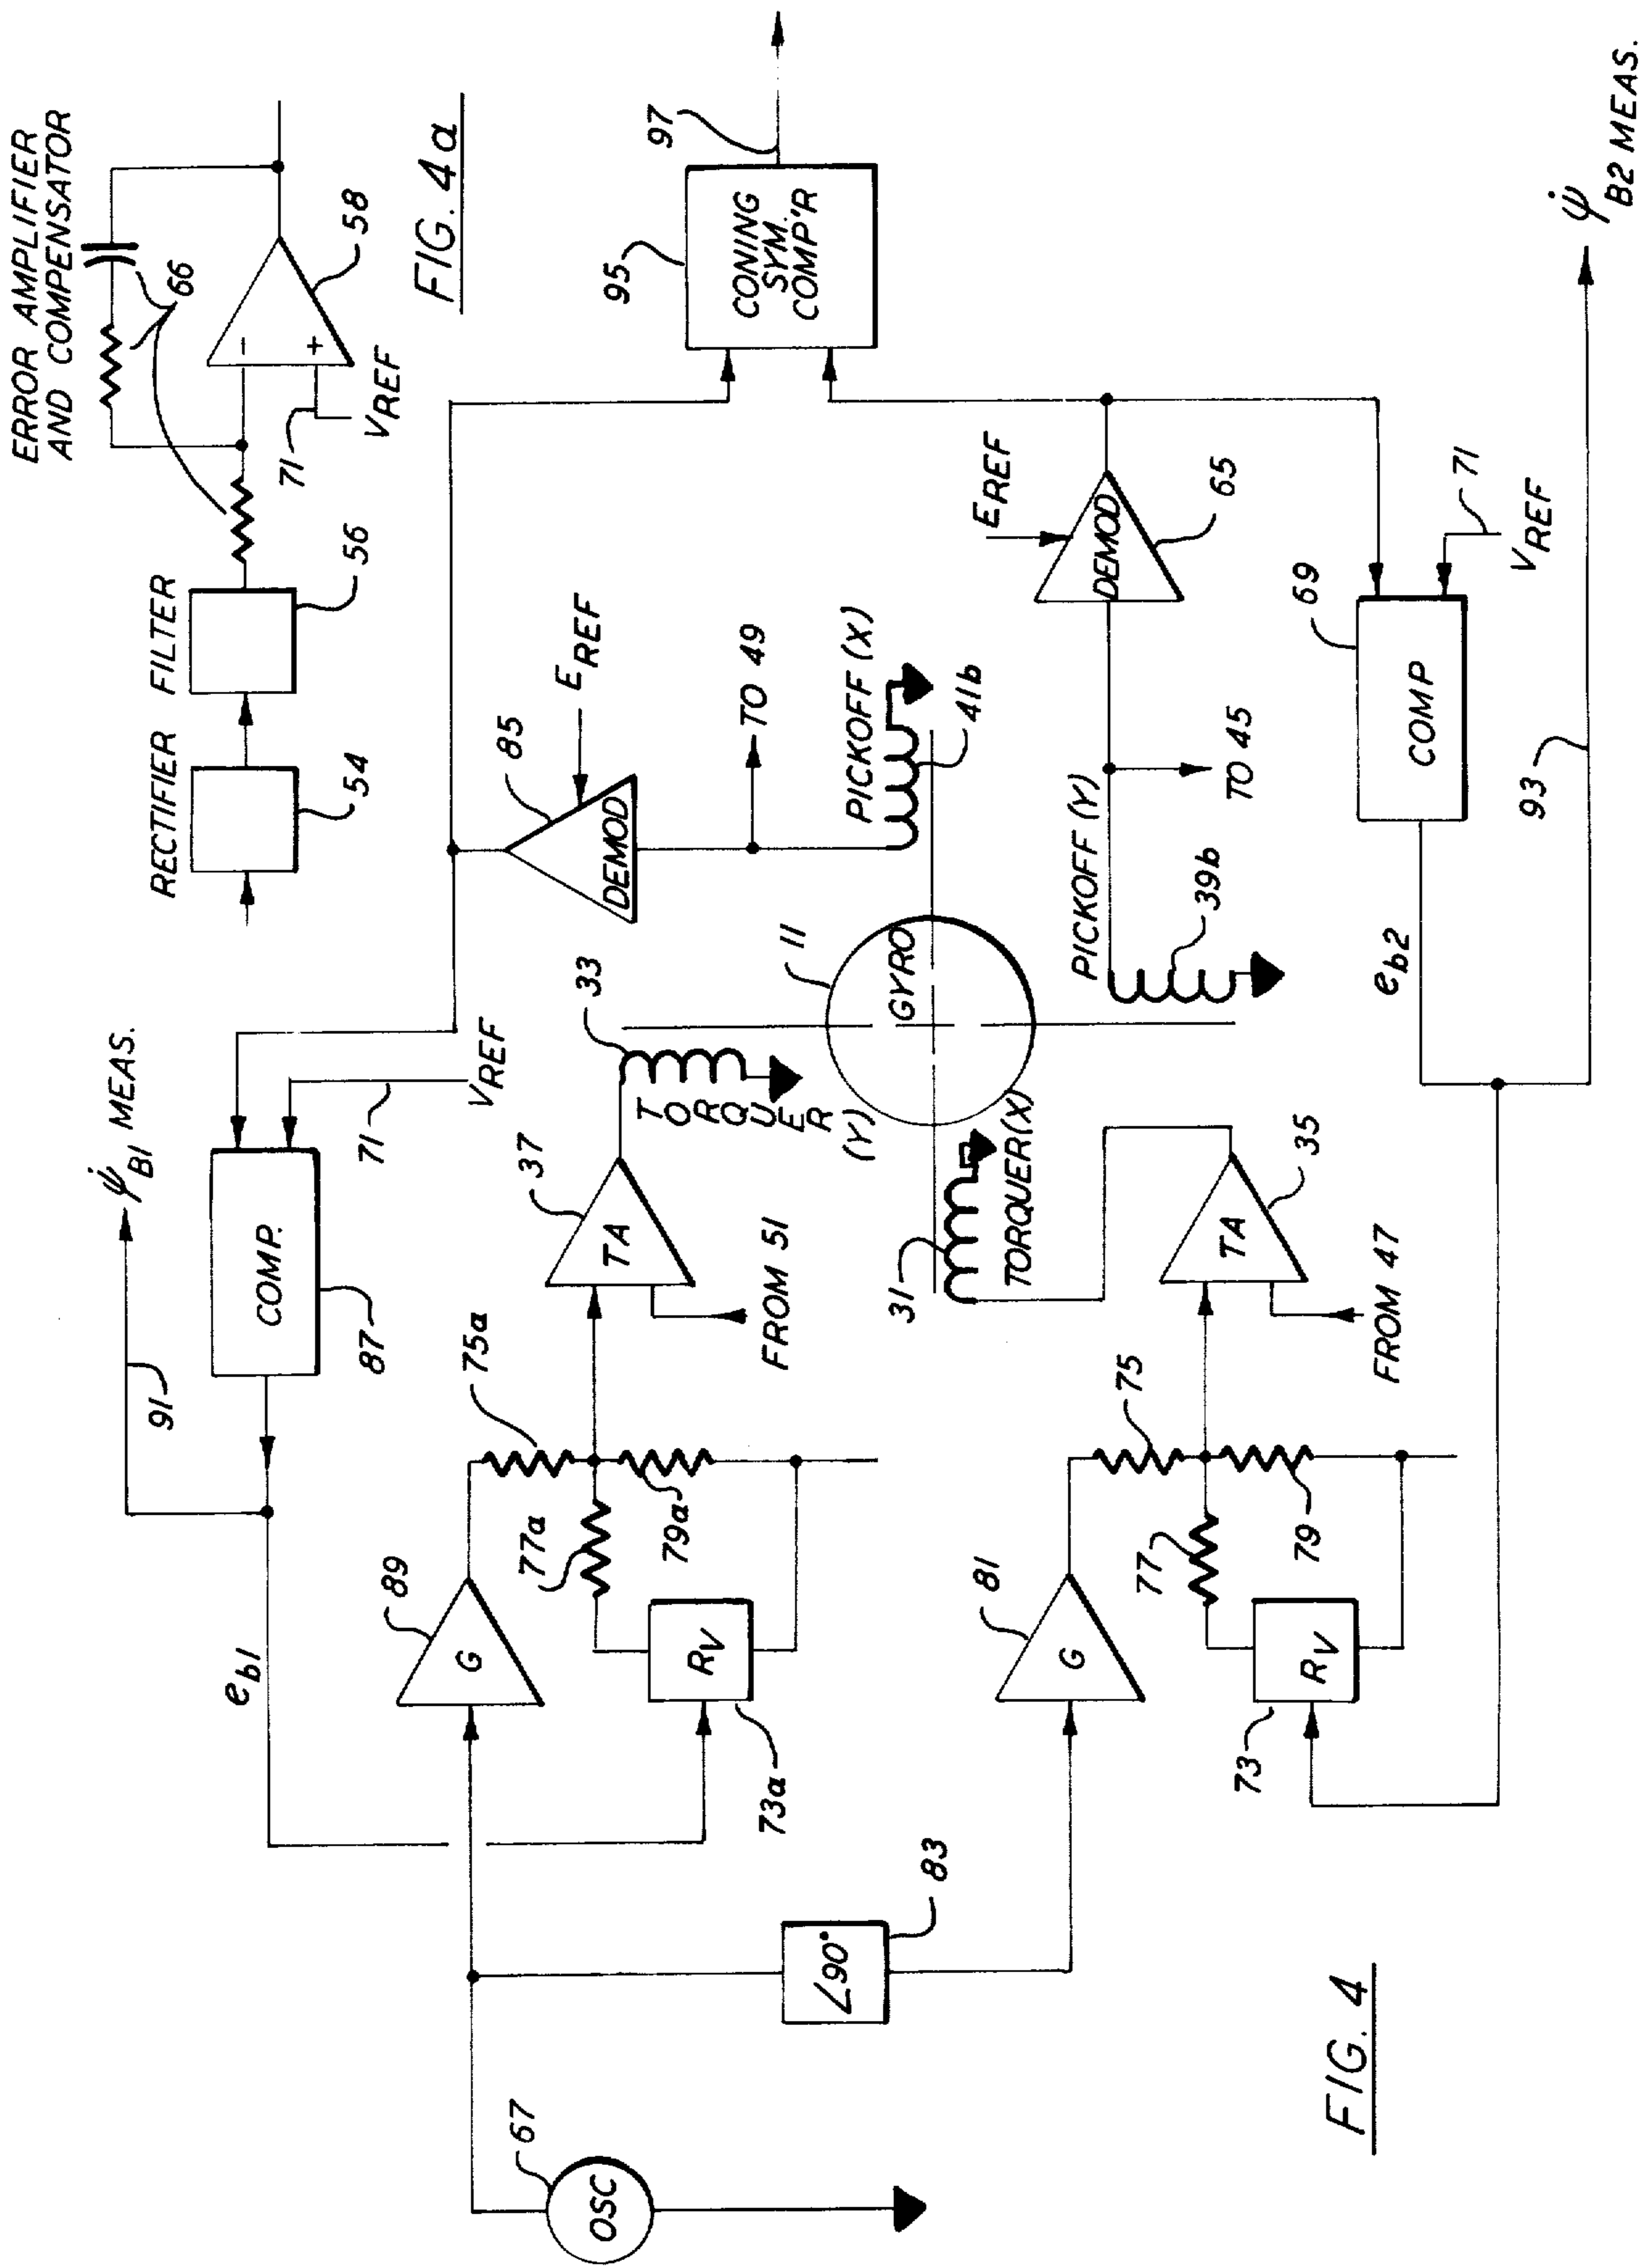 ERROR AMPLIFIER
AND COMPENSATOR
RECTIFIER
FILTER
54
56
66
58
-
+
71
VREF
FIG. 4a
ψ̇B1 MEAS.
91
COMP.
87
71
VREF
eb1
85
DEMOD
EREF
TO 49
95
CONING
SYM.
COMP'R
97
89
G
75a
77a
79a
RV
73a
37
TA
FROM 51
33
TORQUER
(Y)
11
GYRO
PICKOFF (X)
41b
67
OSC
∠90°
83
31
TORQUER(X)
PICKOFF (Y)
39b
TO 45
EREF
DEMOD
65
81
G
75
77
79
RV
73
TA
35
FROM 47
69
COMP
71
VREF
eb2
93
ψ̇B2 MEAS.
FIG. 4